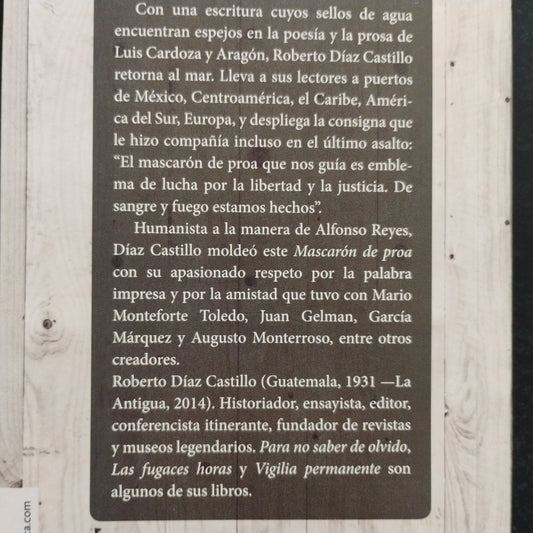 Con una escritura cuyos sellos de agua
encuentran espejos en la poesía y la prosa de
Luis Cardoza y Aragón, Roberto Díaz Castillo
retorna al mar. Lleva a sus lectores a puertos
de México, Centroamérica, el Caribe, Améri-
ca del Sur, Europa, y despliega la consigna que
le hizo compañía incluso en el último asalto:
“El mascarón de proa que nos guía es emble-
ma de lucha por la libertad y la justicia. De
sangre y fuego estamos hechos”.
Humanista a la manera de Alfonso Reyes,
Díaz Castillo moldeó este Mascarón de proa
con su apasionado respeto por la palabra
impresa y por la amistad que tuvo con Mario
Monteforte Toledo, Juan Gelman, García
Márquez y Augusto Monterroso, entre otros
creadores.
Roberto Díaz Castillo (Guatemala, 1931 —La
Antigua, 2014). Historiador, ensayista, editor,
conferencista itinerante, fundador de revistas
y museos legendarios. Para no saber de olvido,
Las fugaces horas y Vigilia permanente son
algunos de sus libros.